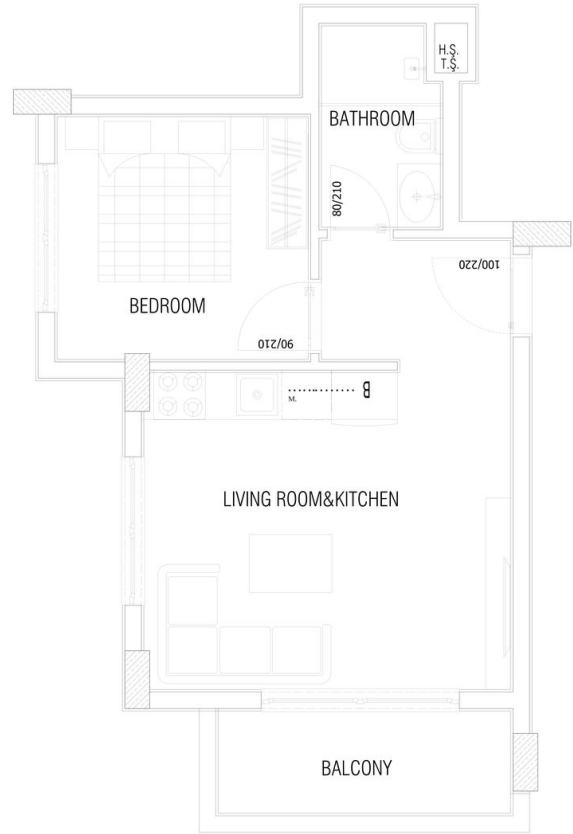 H.Ş.
T.Ş.
BATHROOM
80/210
100/220
BEDROOM
90/210
M.
B
LIVING ROOM&KITCHEN
BALCONY